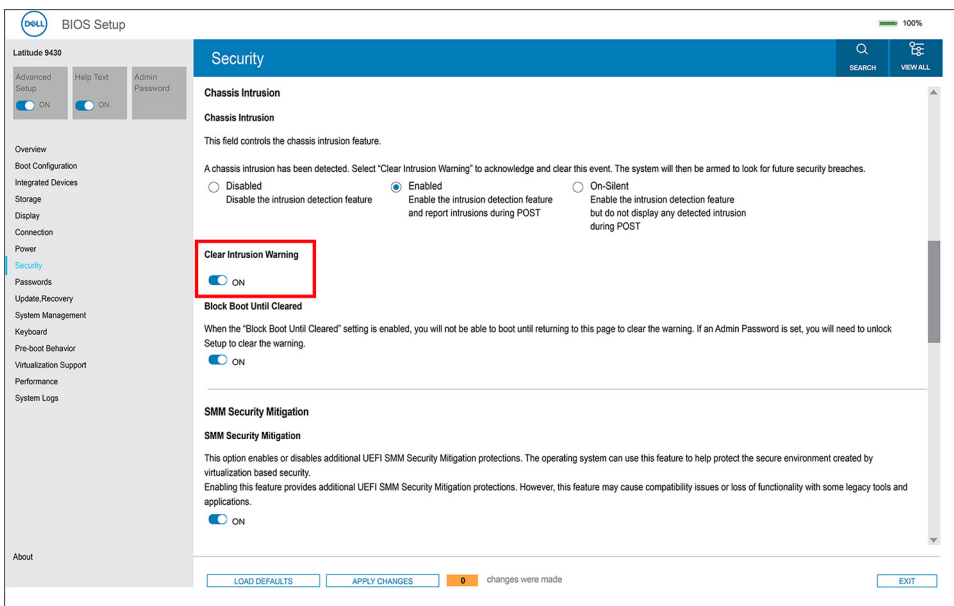 DELL BIOS Setup
100%
Latitude 9430
Advanced Setup
ON
Help Text
ON
Admin Password
Overview
Boot Configuration
Integrated Devices
Storage
Display
Connection
Power
Security
Passwords
Update,Recovery
System Management
Keyboard
Pre-boot Behavior
Virtualization Support
Performance
System Logs
About
Security
SEARCH
VIEW ALL
Chassis Intrusion
Chassis Intrusion
This field controls the chassis intrusion feature.
A chassis intrusion has been detected. Select "Clear Intrusion Warning" to acknowledge and clear this event. The system will then be armed to look for future security breaches.
Disabled
Disable the intrusion detection feature
Enabled
Enable the intrusion detection feature
and report intrusions during POST
On-Silent
Enable the intrusion detection feature
but do not display any detected intrusion
during POST
Clear Intrusion Warning
ON
Block Boot Until Cleared
When the "Block Boot Until Cleared" setting is enabled, you will not be able to boot until returning to this page to clear the warning. If an Admin Password is set, you will need to unlock
Setup to clear the warning.
ON
SMM Security Mitigation
SMM Security Mitigation
This option enables or disables additional UEFI SMM Security Mitigation protections. The operating system can use this feature to help protect the secure environment created by
virtualization based security.
Enabling this feature provides additional UEFI SMM Security Mitigation protections. However, this feature may cause compatibility issues or loss of functionality with some legacy tools and
applications.
ON
LOAD DEFAULTS
APPLY CHANGES
0 changes were made
EXIT